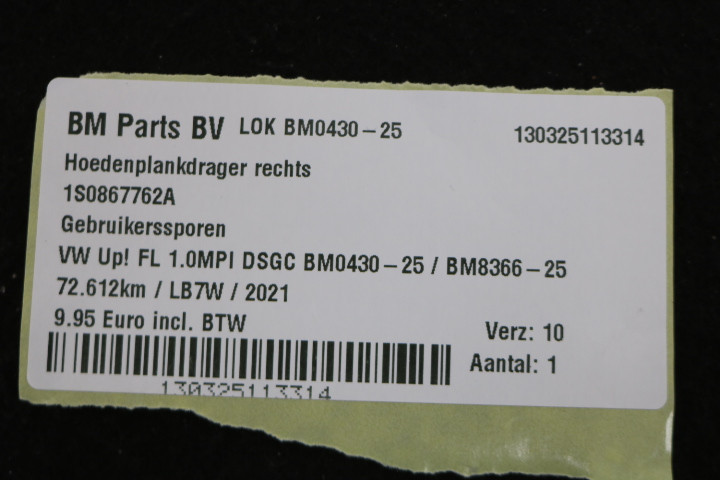 BM Parts BV LOK BM0430-25 130325113314
Hoedenplankdrager rechts
1S0867762A
Gebruikerssporen
VW Up! FL 1.0MPI DSGC BM0430-25 / BM8366-25
72.612km / LB7W / 2021
9.95 Euro incl. BTW Verz: 10
Aantal: 1
130325113314